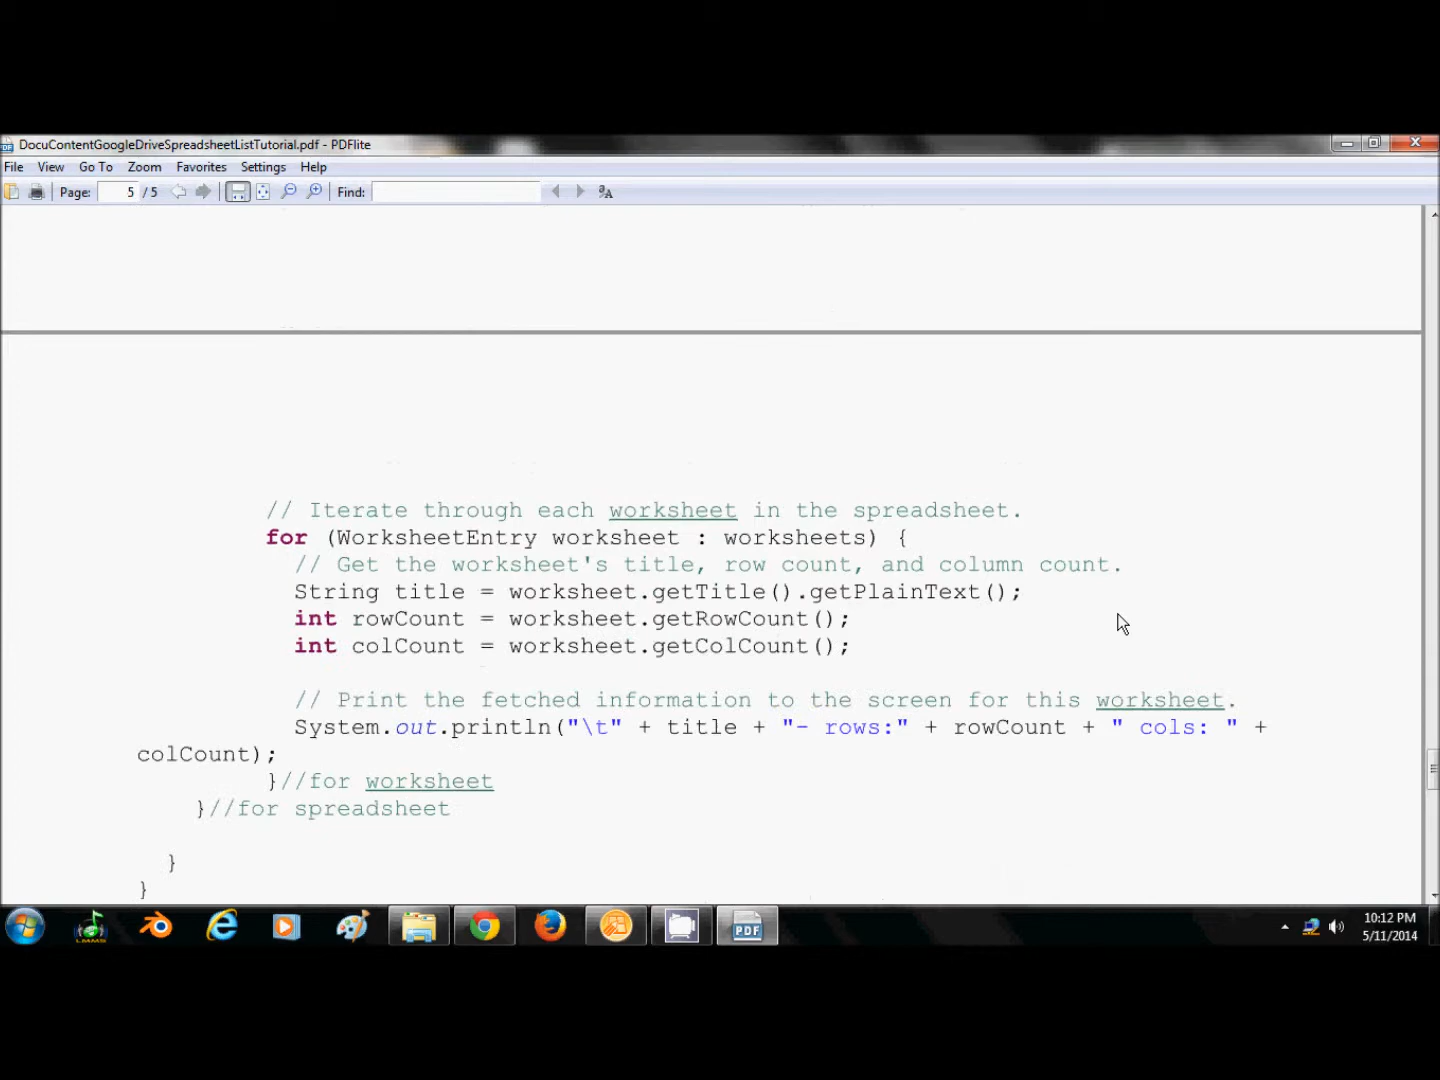 DocuContentGoogleDriveSpreadsheetListTutorial.pdf - PDFlite
File View Go To Zoom Favorites Settings Help
Page: 5 / 5 Find:
// Iterate through each worksheet in the spreadsheet.
for (WorksheetEntry worksheet : worksheets) {
// Get the worksheet's title, row count, and column count.
String title = worksheet.getTitle().getPlainText();
int rowCount = worksheet.getRowCount();
int colCount = worksheet.getColCount();
// Print the fetched information to the screen for this worksheet.
System.out.println("\t" + title + "- rows:" + rowCount + " cols: " +
colCount);
}//for worksheet
}//for spreadsheet
}
}
LMMS
PDF
10:12 PM
5/11/2014